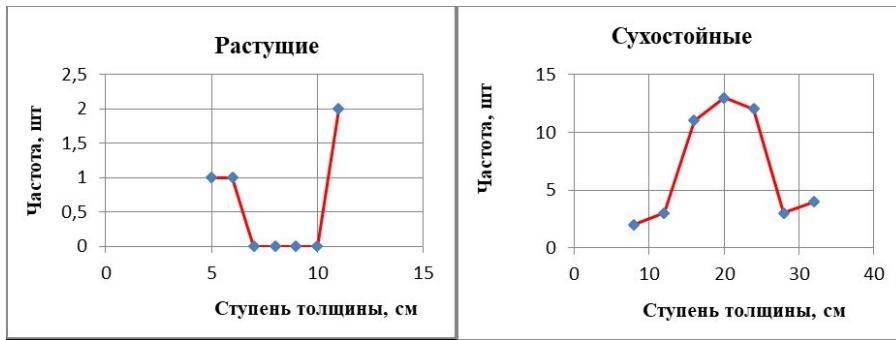 Растущие
Частота, шт
2,5
2
1,5
1
0,5
0
0 5 10 15
Ступень толщины, см
Сухостойные
Частота, шт
15
10
5
0
0 10 20 30 40
Ступень толщины, см